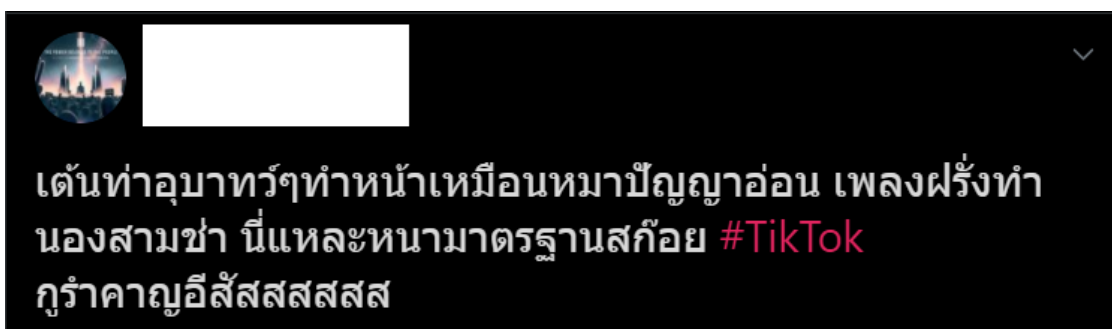 เต้นท่าอุบาทว์ๆทำหน้าเหมือนหมาปัญญาอ่อน เพลงฝรั่งทำ
นองสามช่า นี่แหละหนามาตรฐานสก๊อย #TikTok
กูรำคาญอีสัสสสสสสส